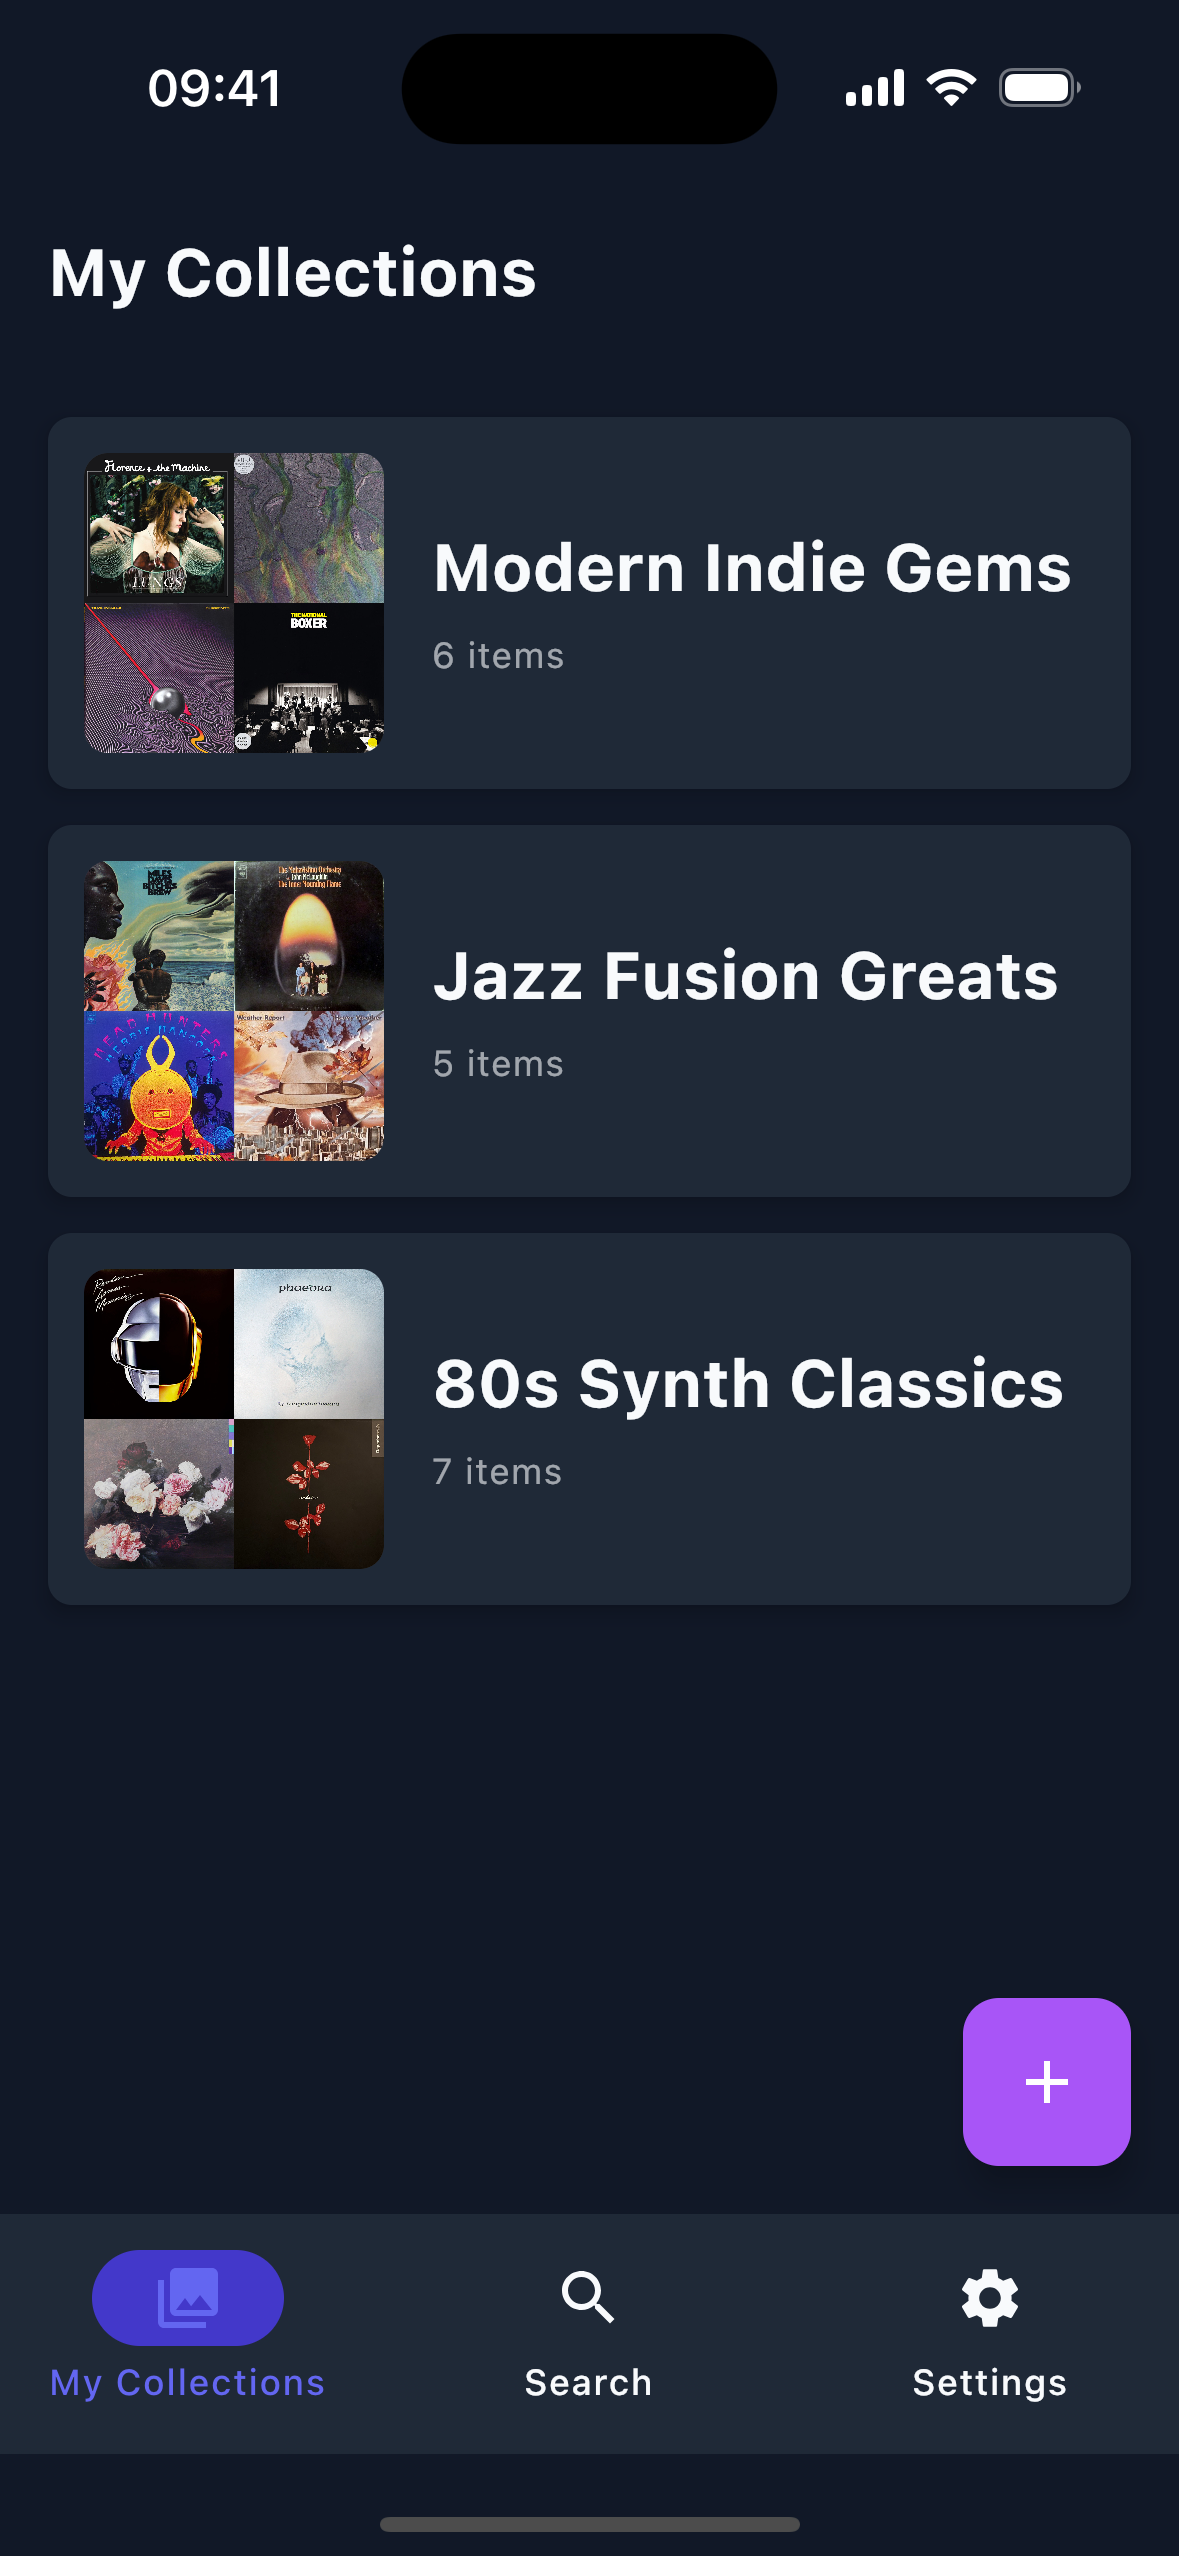 09:41
My Collections
Florence + the Machine
LUNGS
Modern Indie Gems
6 items
THE NATIONAL
BOXER
MILES
DAVIS
BITCHES
BREW
The Mahavishnu Orchestra
John McLaughlin
The Inner Mounting Flame
Jazz Fusion Greats
5 items
HEAD HUNTERS
HERBIE HANCOCK
Weather Report
Heavy Weather
Random
Access
Memories
phaedra
80s Synth Classics
7 items
My Collections
Search
Settings